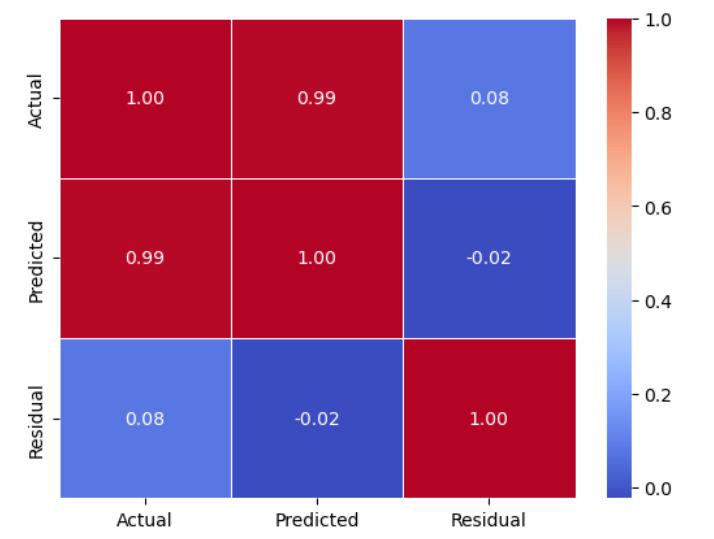 Actual
1.00 0.99 0.08
Predicted
0.99 1.00 -0.02
Residual
0.08 -0.02 1.00
Actual Predicted Residual
1.0
0.8
0.6
0.4
0.2
0.0